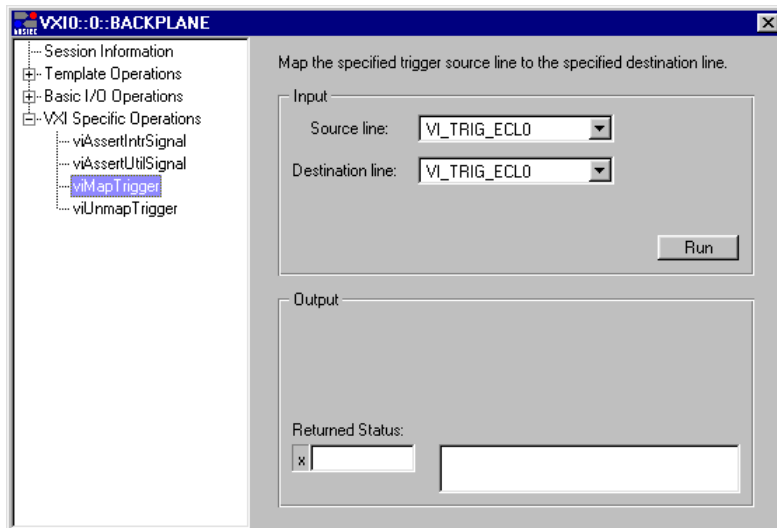 VXI0::0::BACKPLANE
Session Information
Template Operations
Basic I/O Operations
VXI Specific Operations
viAssertIntrSignal
viAssertUtilSignal
viMapTrigger
viUnmapTrigger
Map the specified trigger source line to the specified destination line.
Input
Source line: VI_TRIG_ECL0
Destination line: VI_TRIG_ECL0
Run
Output
Returned Status:
x